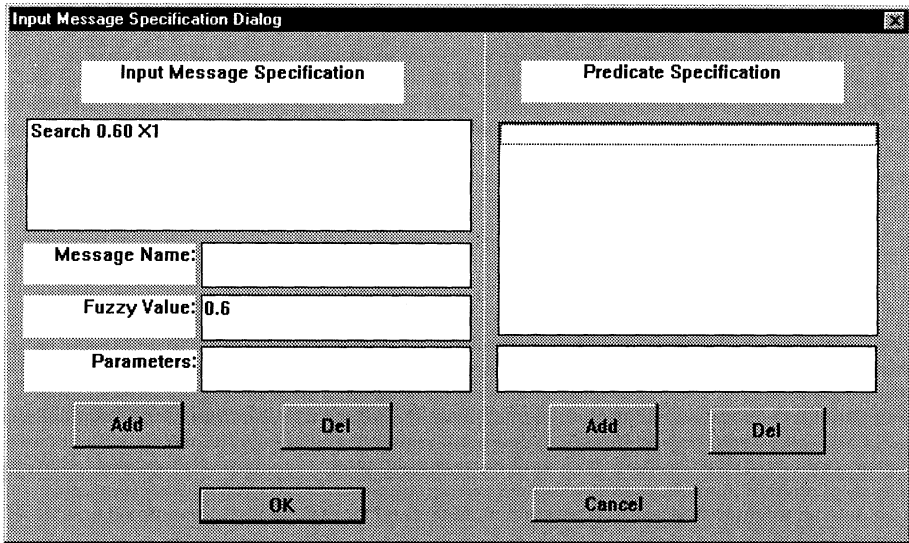 Input Message Specification Dialog
Input Message Specification
Search 0.60 X1
Message Name:
Fuzzy Value: 0.6
Parameters:
Add Del
Predicate Specification
Add Del
OK Cancel